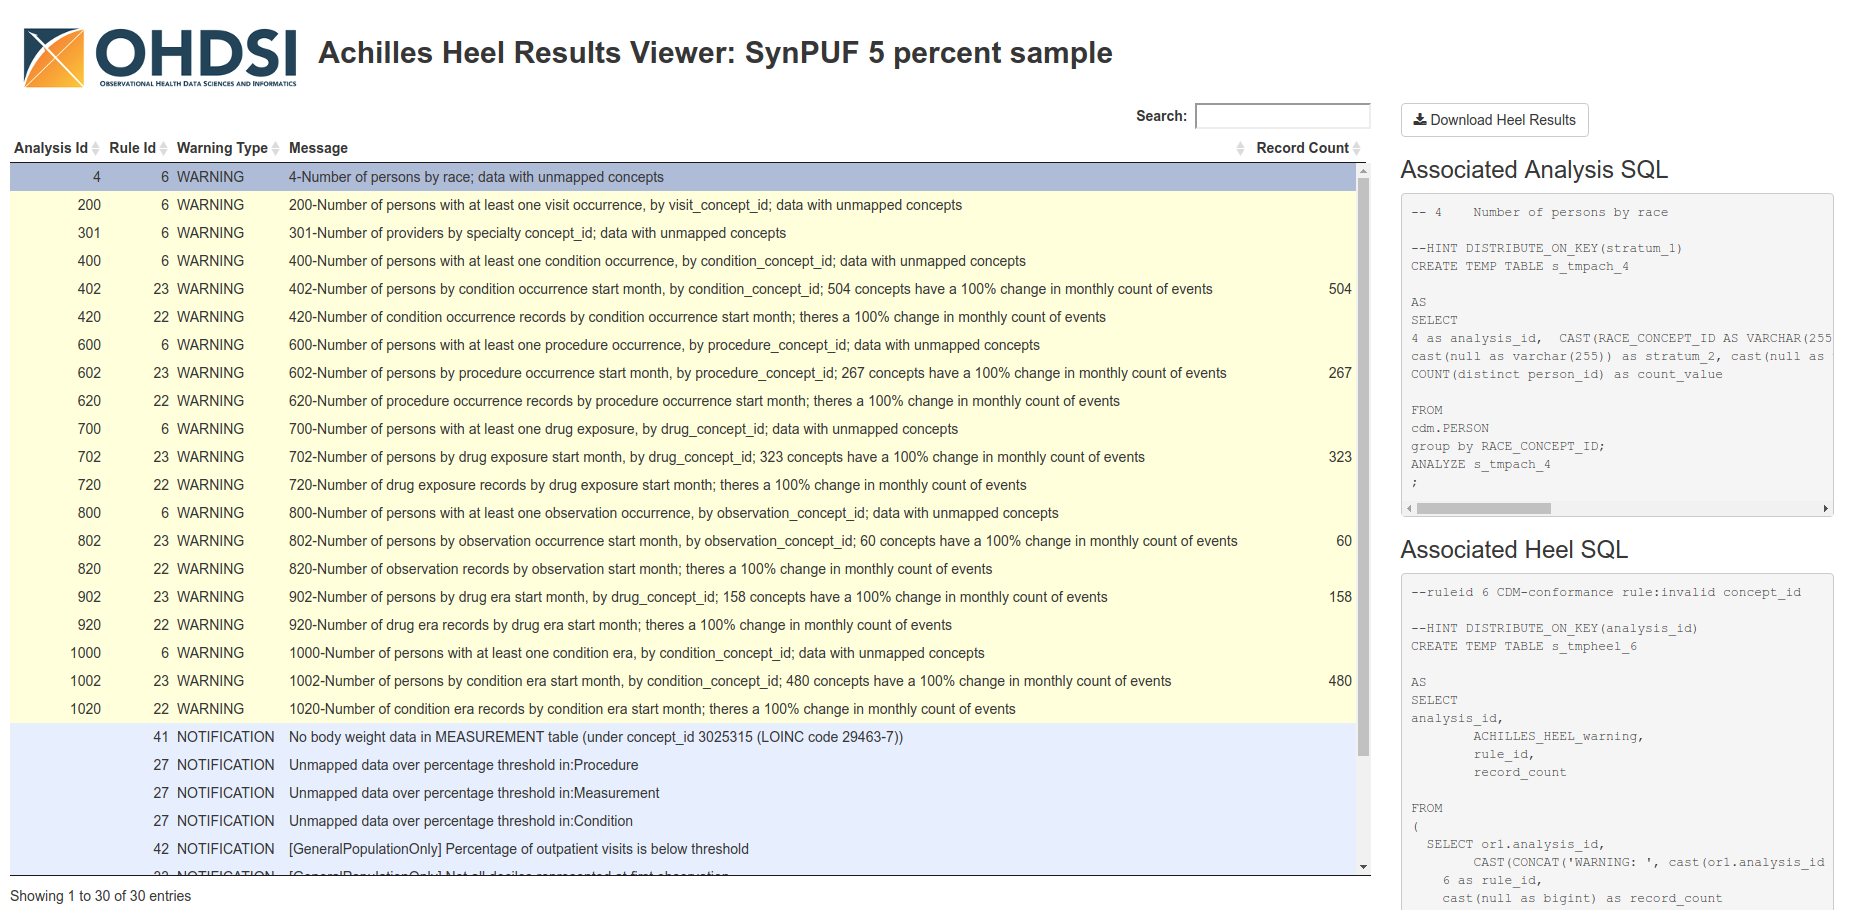 OHDSI
OBSERVATIONAL HEALTH DATA SCIENCES AND INFORMATICS
Achilles Heel Results Viewer: SynPUF 5 percent sample
Search:
Analysis Id Rule Id Warning Type Message Record Count
4 6 WARNING 4-Number of persons by race; data with unmapped concepts
200 6 WARNING 200-Number of persons with at least one visit occurrence, by visit_concept_id; data with unmapped concepts
301 6 WARNING 301-Number of providers by specialty concept_id; data with unmapped concepts
400 6 WARNING 400-Number of persons with at least one condition occurrence, by condition_concept_id; data with unmapped concepts
402 23 WARNING 402-Number of persons by condition occurrence start month, by condition_concept_id; 504 concepts have a 100% change in monthly count of events 504
420 22 WARNING 420-Number of condition occurrence records by condition occurrence start month; theres a 100% change in monthly count of events
600 6 WARNING 600-Number of persons with at least one procedure occurrence, by procedure_concept_id; data with unmapped concepts
602 23 WARNING 602-Number of persons by procedure occurrence start month, by procedure_concept_id; 267 concepts have a 100% change in monthly count of events 267
620 22 WARNING 620-Number of procedure occurrence records by procedure occurrence start month; theres a 100% change in monthly count of events
700 6 WARNING 700-Number of persons with at least one drug exposure, by drug_concept_id; data with unmapped concepts
702 23 WARNING 702-Number of persons by drug exposure start month, by drug_concept_id; 323 concepts have a 100% change in monthly count of events 323
720 22 WARNING 720-Number of drug exposure records by drug exposure start month; theres a 100% change in monthly count of events
800 6 WARNING 800-Number of persons with at least one observation occurrence, by observation_concept_id; data with unmapped concepts
802 23 WARNING 802-Number of persons by observation occurrence start month, by observation_concept_id; 60 concepts have a 100% change in monthly count of events 60
820 22 WARNING 820-Number of observation records by observation start month; theres a 100% change in monthly count of events
902 23 WARNING 902-Number of persons by drug era start month, by drug_concept_id; 158 concepts have a 100% change in monthly count of events 158
920 22 WARNING 920-Number of drug era records by drug era start month; theres a 100% change in monthly count of events
1000 6 WARNING 1000-Number of persons with at least one condition era, by condition_concept_id; data with unmapped concepts
1002 23 WARNING 1002-Number of persons by condition era start month, by condition_concept_id; 480 concepts have a 100% change in monthly count of events 480
1020 22 WARNING 1020-Number of condition era records by condition era start month; theres a 100% change in monthly count of events
41 NOTIFICATION No body weight data in MEASUREMENT table (under concept_id 3025315 (LOINC code 29463-7))
27 NOTIFICATION Unmapped data over percentage threshold in:Procedure
27 NOTIFICATION Unmapped data over percentage threshold in:Measurement
27 NOTIFICATION Unmapped data over percentage threshold in:Condition
42 NOTIFICATION [GeneralPopulationOnly] Percentage of outpatient visits is below threshold
NOTIFICATION [GeneralPopulationOnly] Not all deciles represented at first observation
Showing 1 to 30 of 30 entries
Download Heel Results
Associated Analysis SQL
-- 4 Number of persons by race
--HINT DISTRIBUTE_ON_KEY(stratum_1)
CREATE TEMP TABLE s_tmpach_4
AS
SELECT
4 as analysis_id, CAST(RACE_CONCEPT_ID AS VARCHAR(255
cast(null as varchar(255)) as stratum_2, cast(null as
COUNT(distinct person_id) as count_value
FROM
cdm.PERSON
group by RACE_CONCEPT_ID;
ANALYZE s_tmpach_4
;
Associated Heel SQL
--ruleid 6 CDM-conformance rule:invalid concept_id
--HINT DISTRIBUTE_ON_KEY(analysis_id)
CREATE TEMP TABLE s_tmpheel_6
AS
SELECT
analysis_id,
ACHILLES_HEEL_warning,
rule_id,
record_count
FROM
(
SELECT or1.analysis_id,
CAST(CONCAT('WARNING: ', cast(or1.analysis_id
6 as rule_id,
cast(null as bigint) as record_count